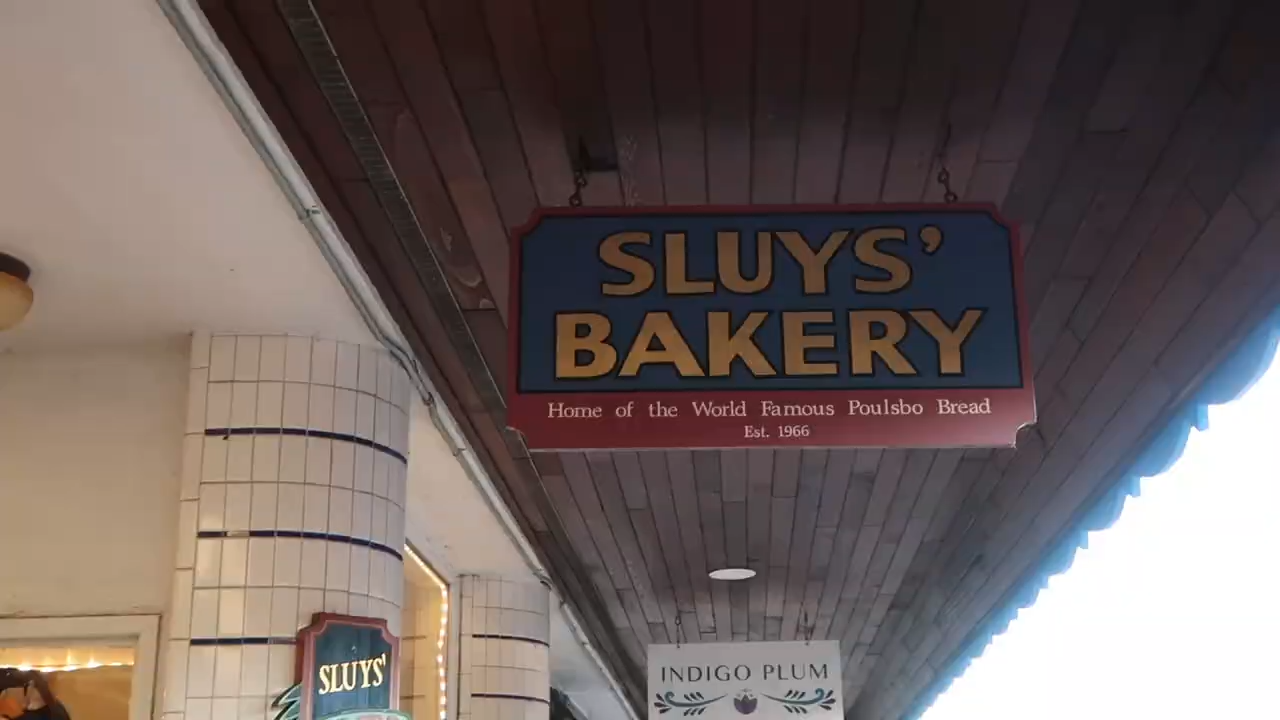 SLUYS'
BAKERY
Home of the World Famous Poulsbo Bread
Est. 1966
SLUYS'
INDIGO PLUM